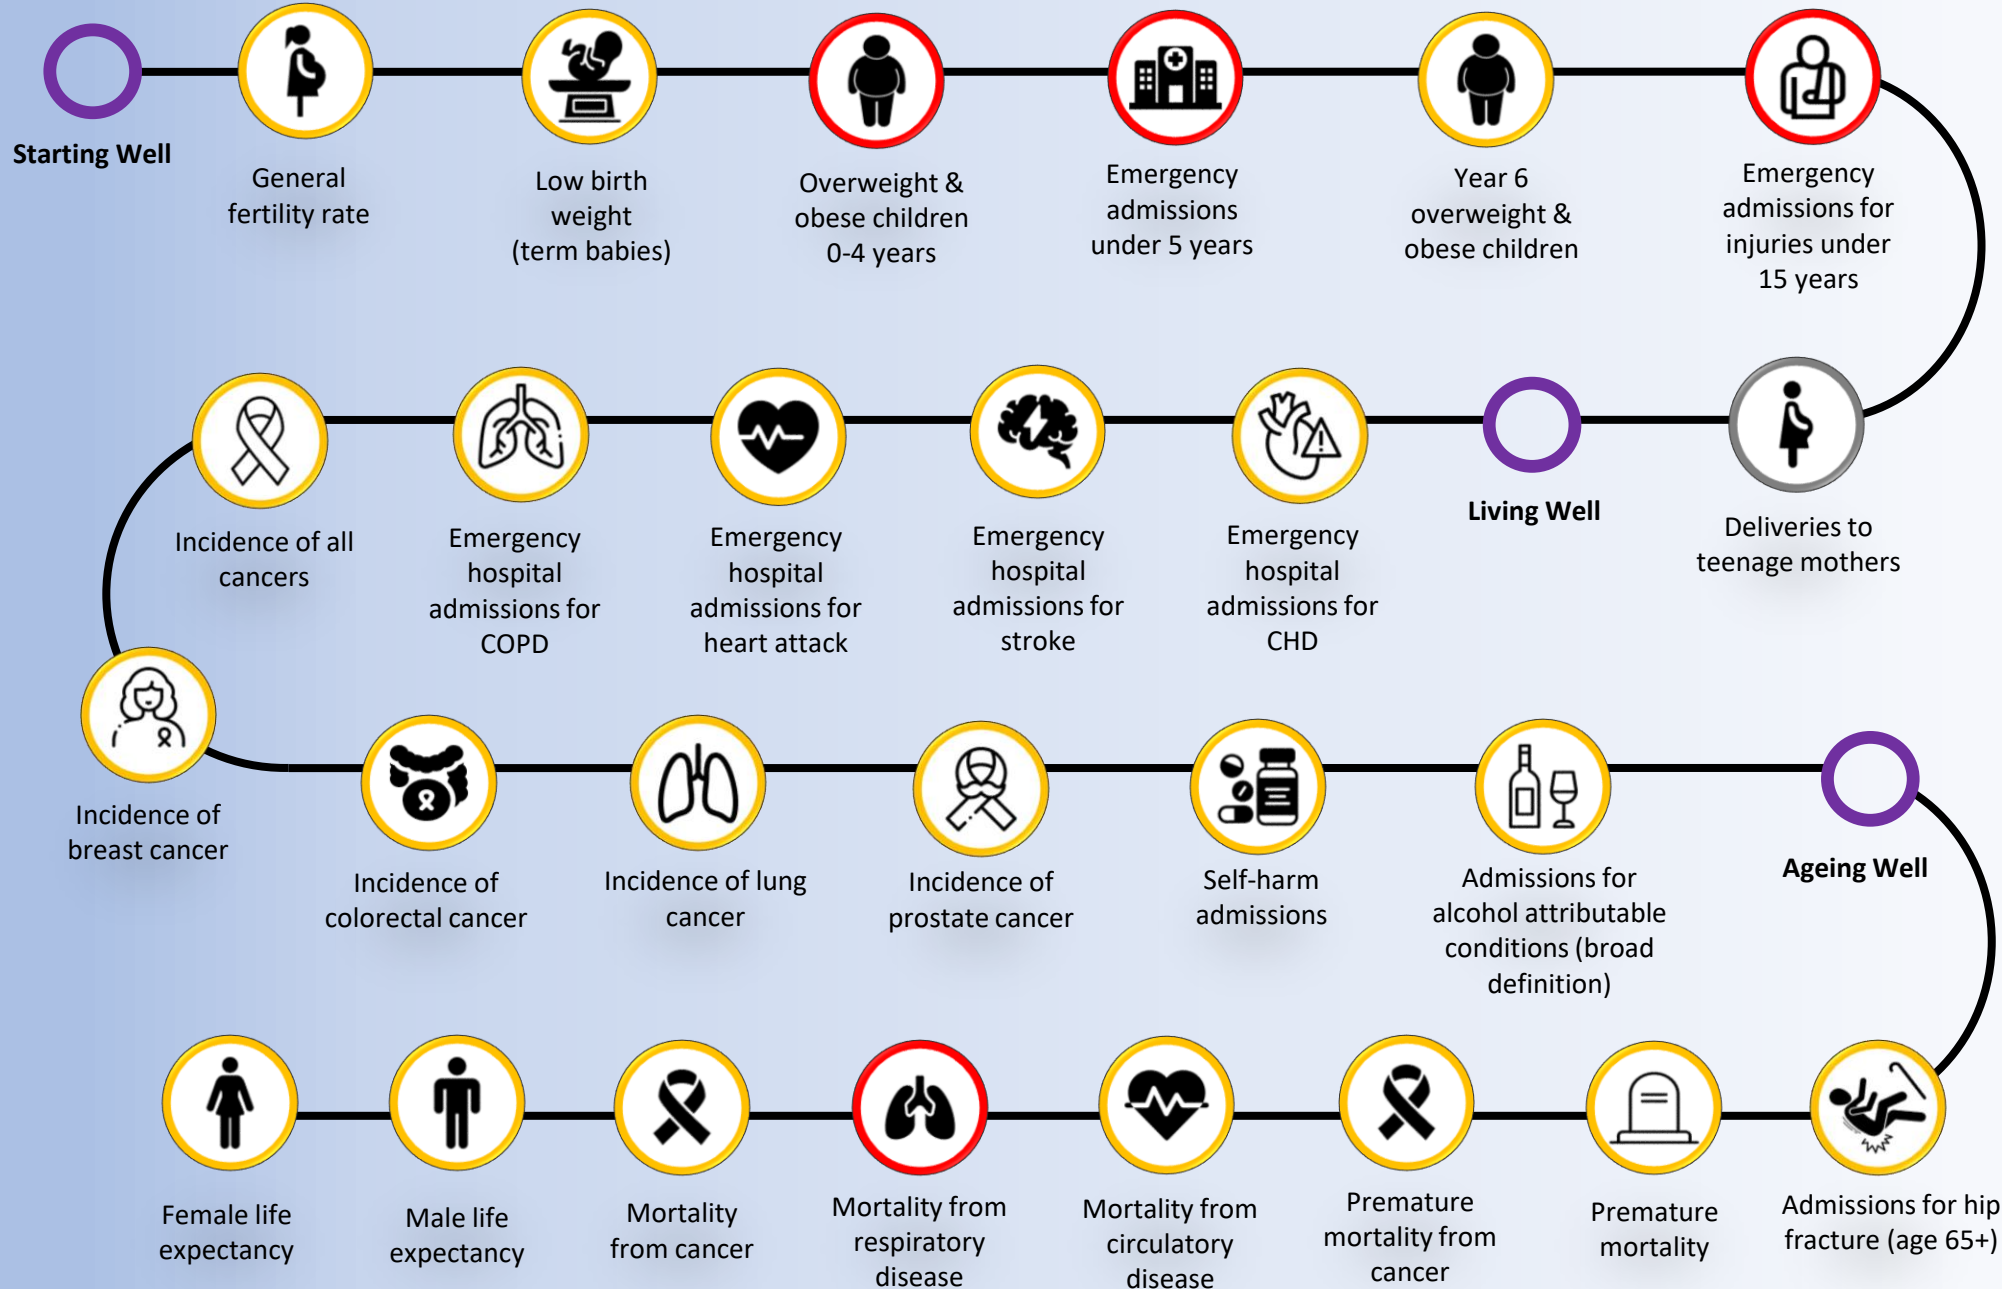 Starting Well
General
fertility rate
Low birth
weight
(term babies)
Overweight &
obese children
0-4 years
Emergency
admissions
under 5 years
Year 6
overweight &
obese children
Emergency
admissions for
injuries under
15 years
Incidence of all
cancers
Emergency
hospital
admissions for
COPD
Emergency
hospital
admissions for
heart attack
Emergency
hospital
admissions for
stroke
Emergency
hospital
admissions for
CHD
Living Well
Deliveries to
teenage mothers
Incidence of
breast cancer
Incidence of
colorectal cancer
Incidence of lung
cancer
Incidence of
prostate cancer
Self-harm
admissions
Admissions for
alcohol attributable
conditions (broad
definition)
Ageing Well
Female life
expectancy
Male life
expectancy
Mortality
from cancer
Mortality from
respiratory
disease
Mortality from
circulatory
disease
Premature
mortality from
cancer
Premature
mortality
Admissions for hip
fracture (age 65+)